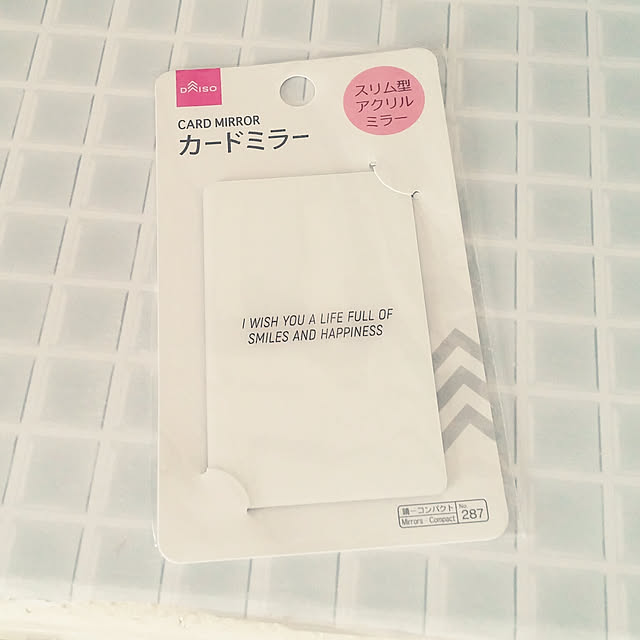 DAISO
スリム型
アクリル
ミラー
CARD MIRROR
カードミラー
I WISH YOU A LIFE FULL OF
SMILES AND HAPPINESS
鏡－コンパクト
Mirrors Compact
No.
287